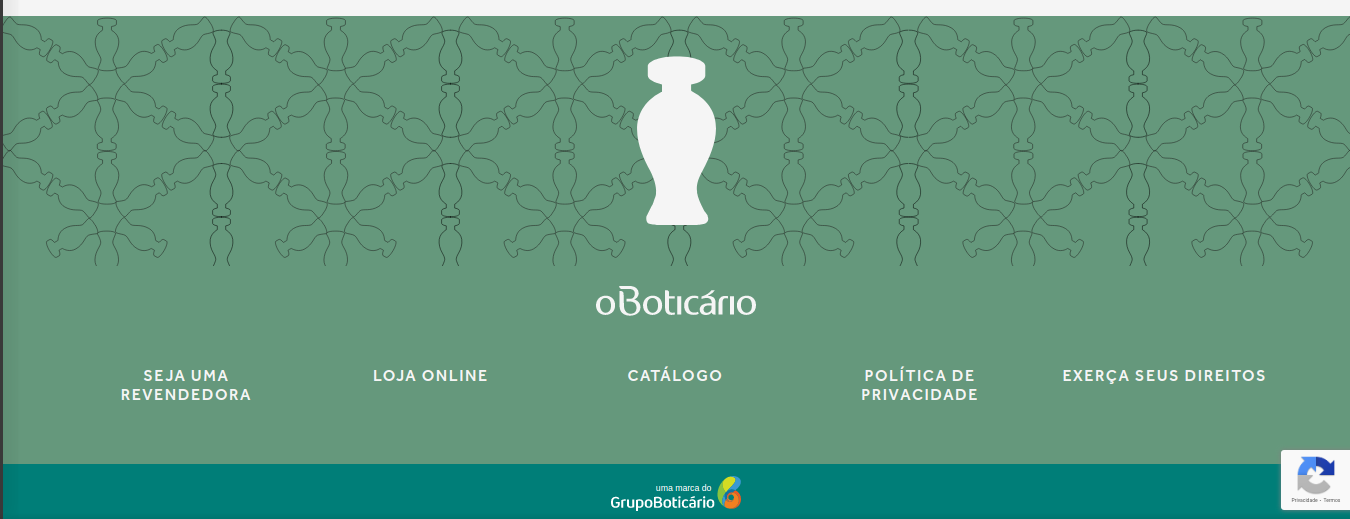 oBoticário
SEJA UMA
REVENDEDORA
LOJA ONLINE
CATÁLOGO
POLÍTICA DE
PRIVACIDADE
EXERÇA SEUS DIREITOS
uma marca do
GrupoBoticário
Privacidade - Termos